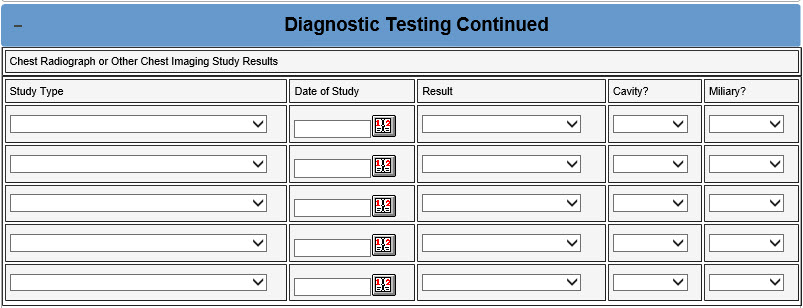 Diagnostic Testing Continued
Chest Radiograph or Other Chest Imaging Study Results
Study Type Date of Study Result Cavity? Miliary?